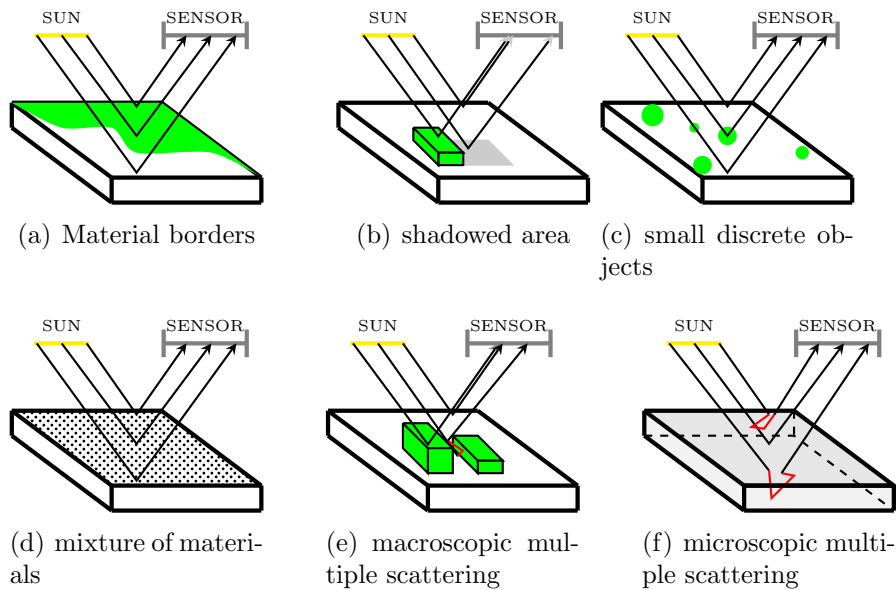 SUN SENSOR
SUN SENSOR
SUN SENSOR
(a) Material borders
(b) shadowed area
(c) small discrete ob-
jects
SUN SENSOR
SUN SENSOR
SUN SENSOR
(d) mixture of materi-
als
(e) macroscopic mul-
tiple scattering
(f) microscopic multi-
ple scattering